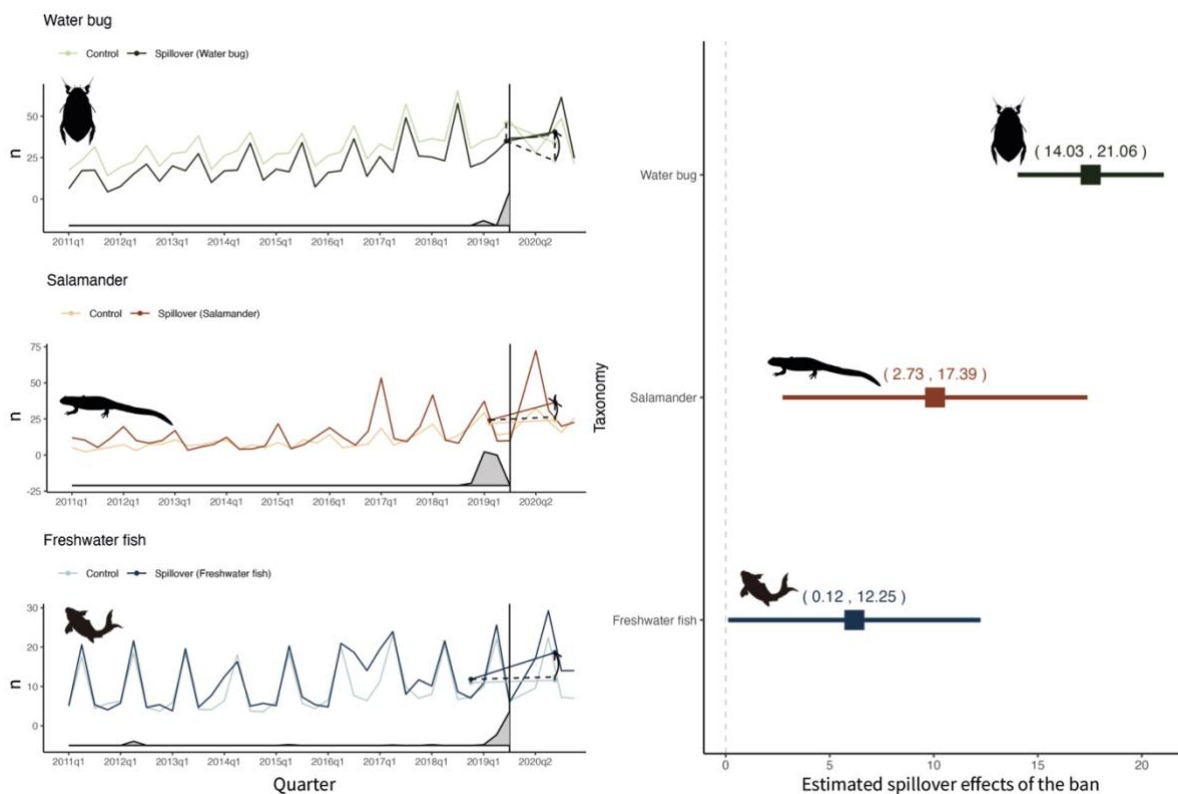 Water bug
Control Spillover (Water bug)
n
50
25
0
2011q1 2012q1 2013q1 2014q1 2015q1 2016q1 2017q1 2018q1 2019q1 2020q2
Salamander
Control Spillover (Salamander)
n
75
50
25
0
-25
2011q1 2012q1 2013q1 2014q1 2015q1 2016q1 2017q1 2018q1 2019q1 2020q2
Freshwater fish
Control Spillover (Freshwater fish)
n
30
20
10
0
2011q1 2012q1 2013q1 2014q1 2015q1 2016q1 2017q1 2018q1 2019q1 2020q2
Quarter
Taxonomy
( 14.03 , 21.06 )
Water bug
( 2.73 , 17.39 )
Salamander
( 0.12 , 12.25 )
Freshwater fish
0 5 10 15 20
Estimated spillover effects of the ban